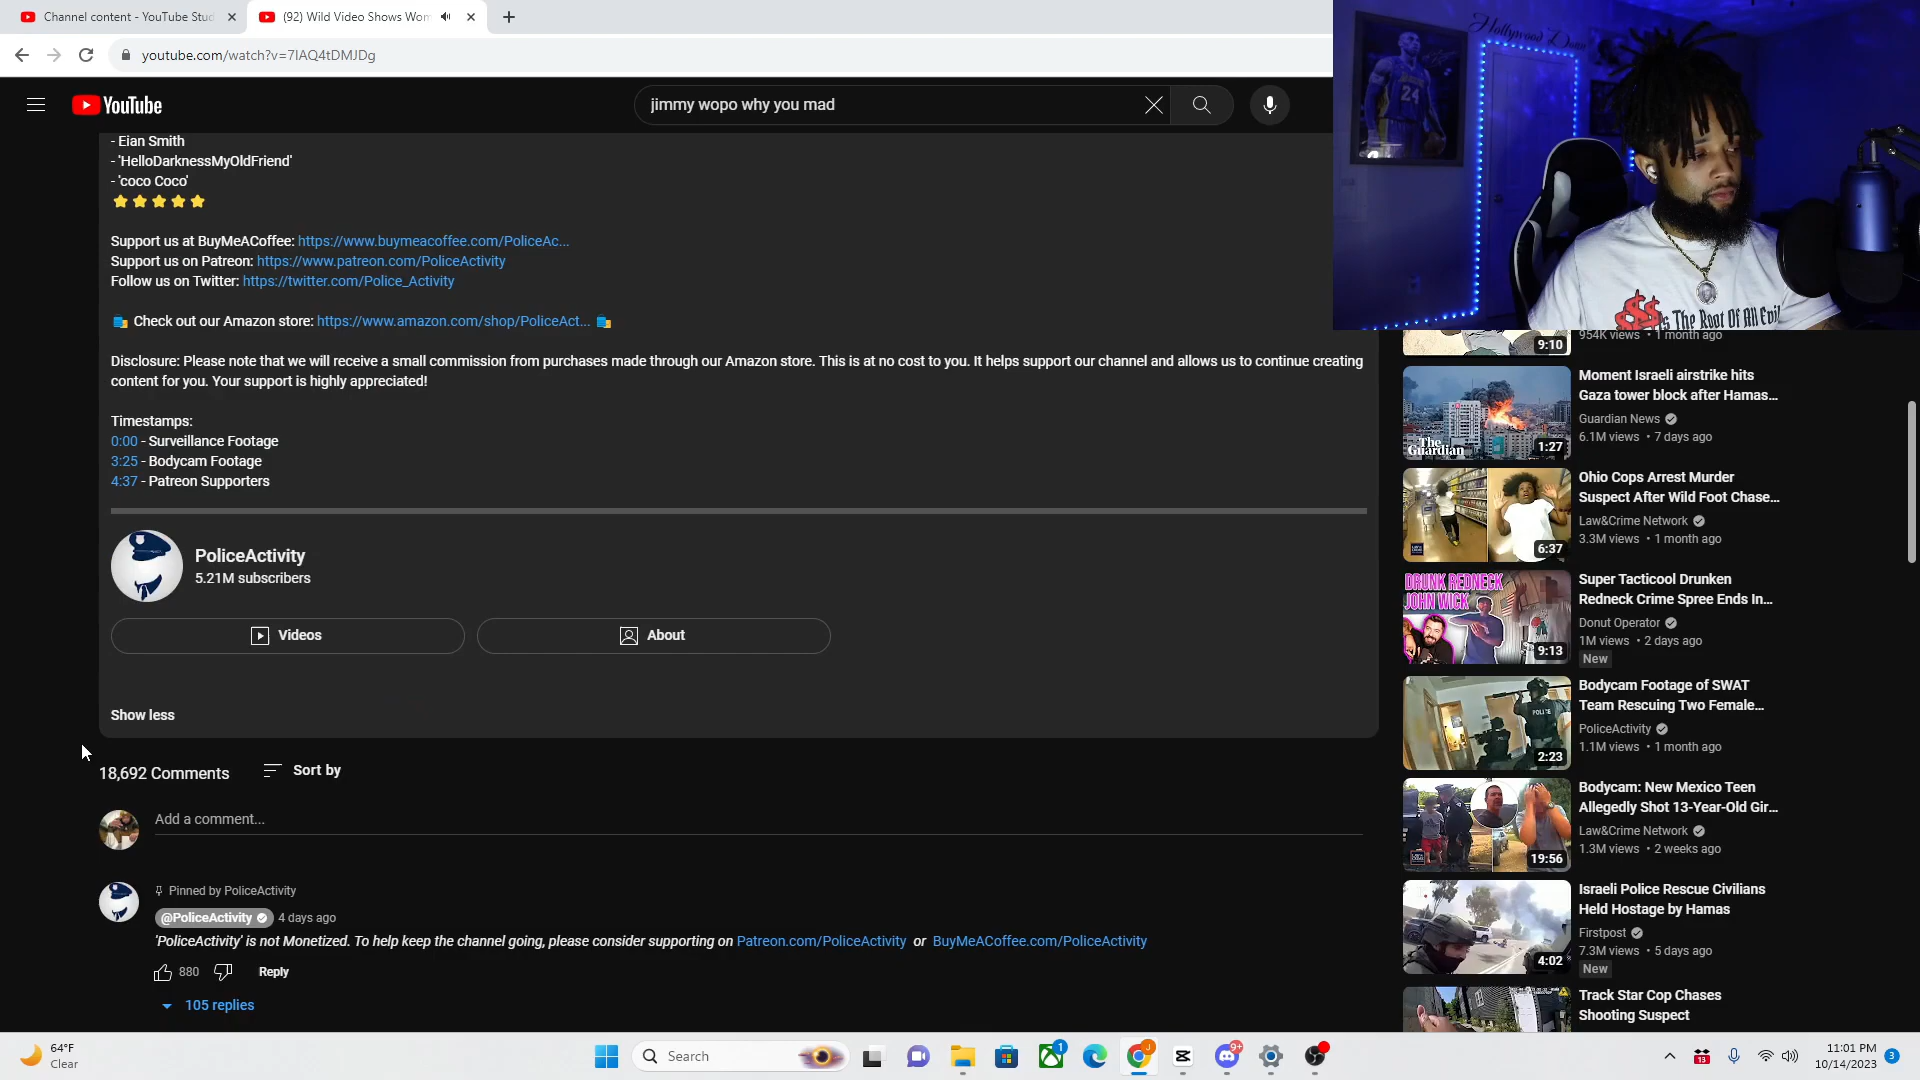 Channel content - YouTube Stud
(92) Wild Video Shows Wom
youtube.com/watch?v=7IAQ4tDMJDg
YouTube
jimmy wopo why you mad
- Eian Smith
- 'HelloDarknessMyOldFriend'
- 'coco Coco'
Support us at BuyMeACoffee: https://www.buymeacoffee.com/PoliceAc...
Support us on Patreon: https://www.patreon.com/PoliceActivity
Follow us on Twitter: https://twitter.com/Police_Activity
Check out our Amazon store: https://www.amazon.com/shop/PoliceAct...
Disclosure: Please note that we will receive a small commission from purchases made through our Amazon store. This is at no cost to you. It helps support our channel and allows us to continue creating
content for you. Your support is highly appreciated!
Timestamps:
0:00 - Surveillance Footage
3:25 - Bodycam Footage
4:37 - Patreon Supporters
PoliceActivity
5.21M subscribers
Videos
About
Show less
18,692 Comments
Sort by
Add a comment...
Pinned by PoliceActivity
@PoliceActivity 4 days ago
'PoliceActivity' is not Monetized. To help keep the channel going, please consider supporting on Patreon.com/PoliceActivity or BuyMeACoffee.com/PoliceActivity
880
Reply
105 replies
Hollywood
24
$$$
Is The Root Of All Evil
954K views • 1 month ago
9:10
Moment Israeli airstrike hits
Gaza tower block after Hamas...
Guardian News
6.1M views • 7 days ago
The
Guardian
1:27
Ohio Cops Arrest Murder
Suspect After Wild Foot Chase...
Law&Crime Network
3.3M views • 1 month ago
6:37
DRUNK REDNECK
JOHN WICK
Super Tacticool Drunken
Redneck Crime Spree Ends In...
Donut Operator
1M views • 2 days ago
New
9:13
Bodycam Footage of SWAT
Team Rescuing Two Female...
PoliceActivity
1.1M views • 1 month ago
POLICE
2:23
Bodycam: New Mexico Teen
Allegedly Shot 13-Year-Old Gir...
Law&Crime Network
1.3M views • 2 weeks ago
19:56
Israeli Police Rescue Civilians
Held Hostage by Hamas
Firstpost
7.3M views • 5 days ago
New
4:02
Track Star Cop Chases
Shooting Suspect
64°F
Clear
Search
1
9+
13
11:01 PM
10/14/2023
3